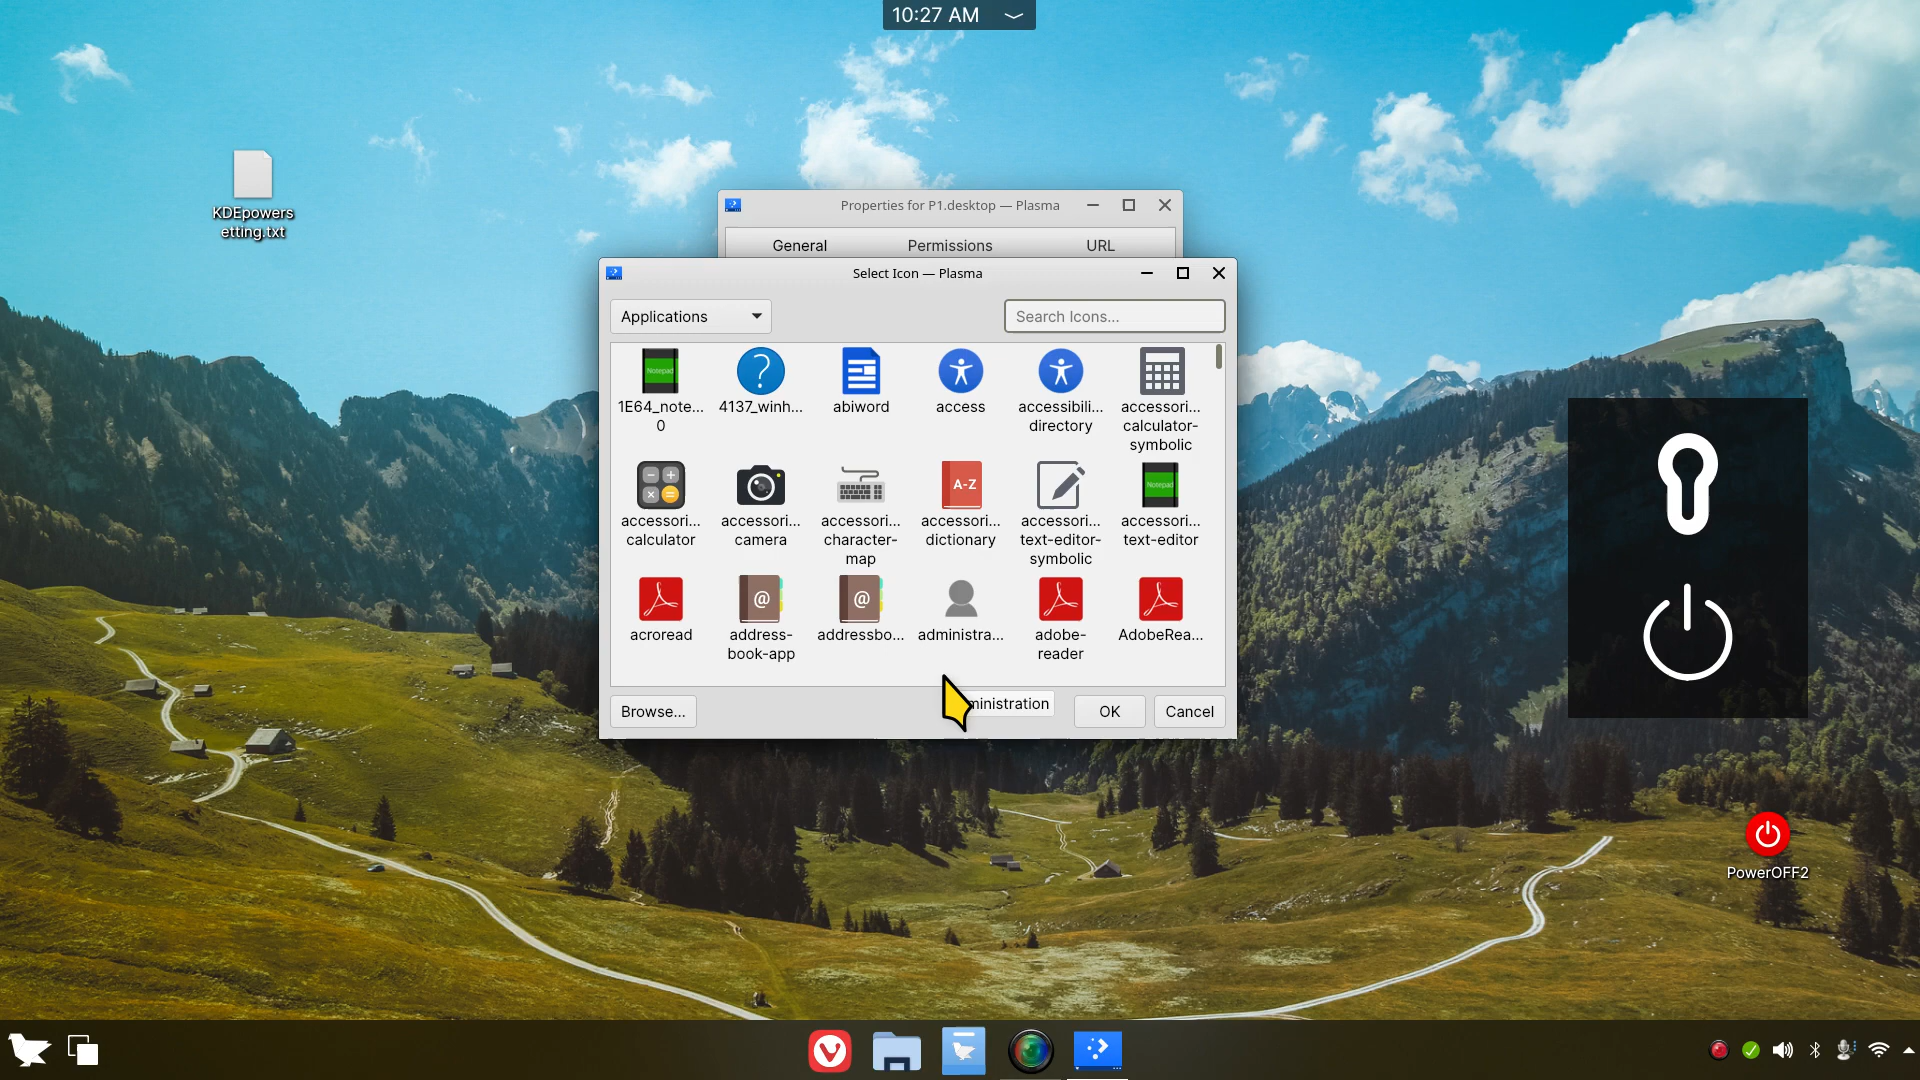 10:27 AM
KDEpowers
etting.txt
Properties for P1.desktop — Plasma
General Permissions URL
Select Icon — Plasma
Applications
Search Icons...
Notepad
1E64_note...
0
?
4137_winh...
abiword
access
accessibili...
directory
accessori...
calculator-
symbolic
accessori...
calculator
accessori...
camera
accessori...
character-
map
A-Z
accessori...
dictionary
accessori...
text-editor-
symbolic
Notepad
accessori...
text-editor
acroread
@
address-
book-app
@
addressbo...
administra...
adobe-
reader
AdobeRea...
Browse...
OK
Cancel
PowerOFF2